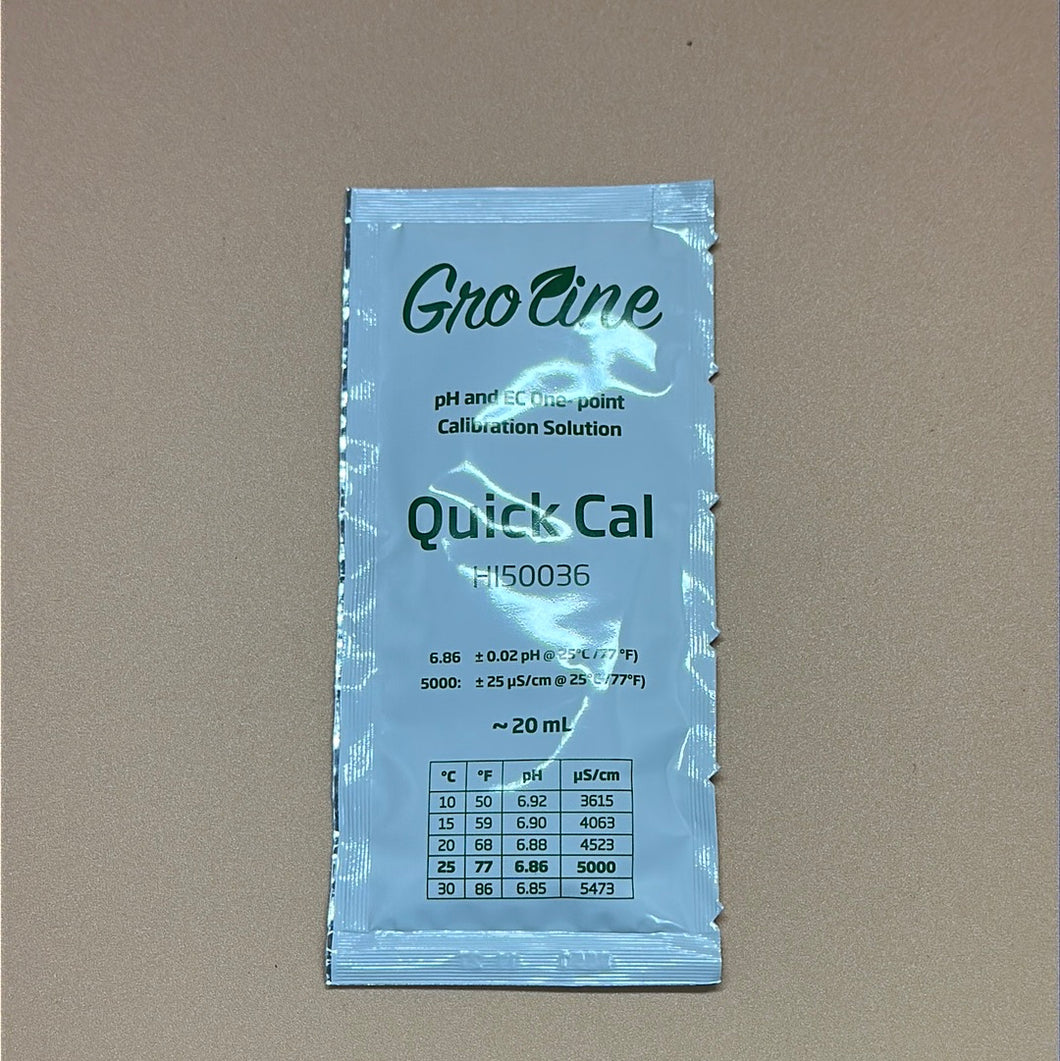 GroLine
pH and EC One- point
Calibration Solution
Quick Cal
HI50036
6.86 ± 0.02 pH @ 25°C /77 °F)
5000: ± 25 µS/cm @ 25°C /77°F)
~ 20 mL
°C °F pH µS/cm
10 50 6.92 3615
15 59 6.90 4063
20 68 6.88 4523
25 77 6.86 5000
30 86 6.85 5473